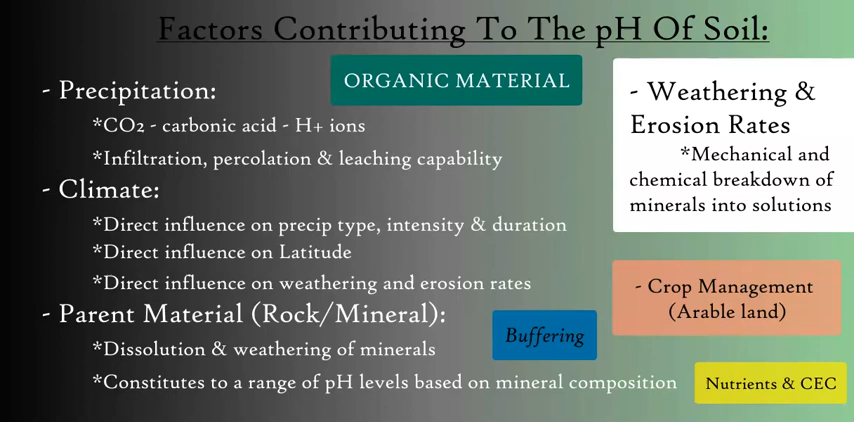 Factors Contributing To The pH Of Soil:
- Precipitation:
ORGANIC MATERIAL
*CO2 - carbonic acid - H+ ions
*Infiltration, percolation & leaching capability
- Climate:
*Direct influence on precip type, intensity & duration
*Direct influence on Latitude
*Direct influence on weathering and erosion rates
- Parent Material (Rock/Mineral):
*Dissolution & weathering of minerals
*Constitutes to a range of pH levels based on mineral composition
Buffering
- Weathering &
Erosion Rates
*Mechanical and
chemical breakdown of
minerals into solutions
- Crop Management
(Arable land)
Nutrients & CEC